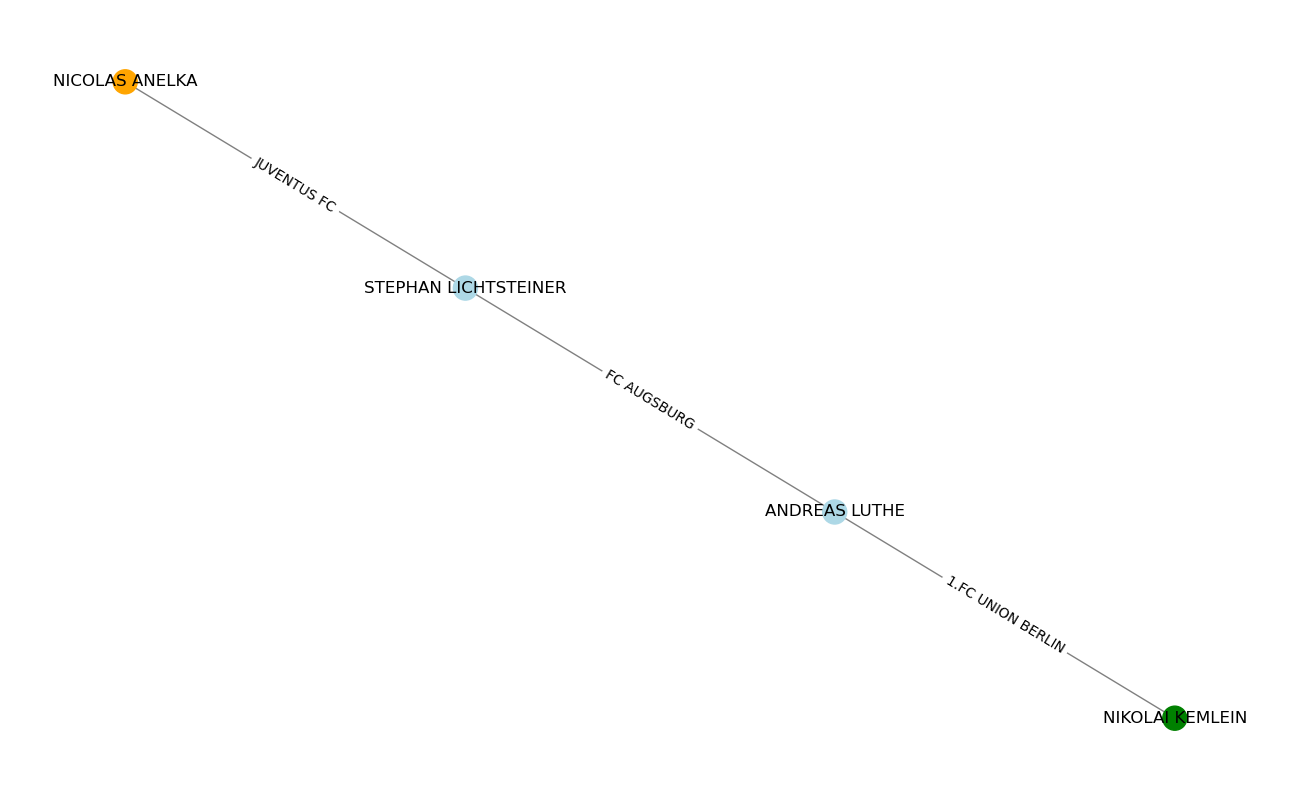 NICOLAS ANELKA
JUVENTUS FC
STEPHAN LICHTSTEINER
FC AUGSBURG
ANDREAS LUTHE
1.FC UNION BERLIN
NIKOLAI KEMLEIN